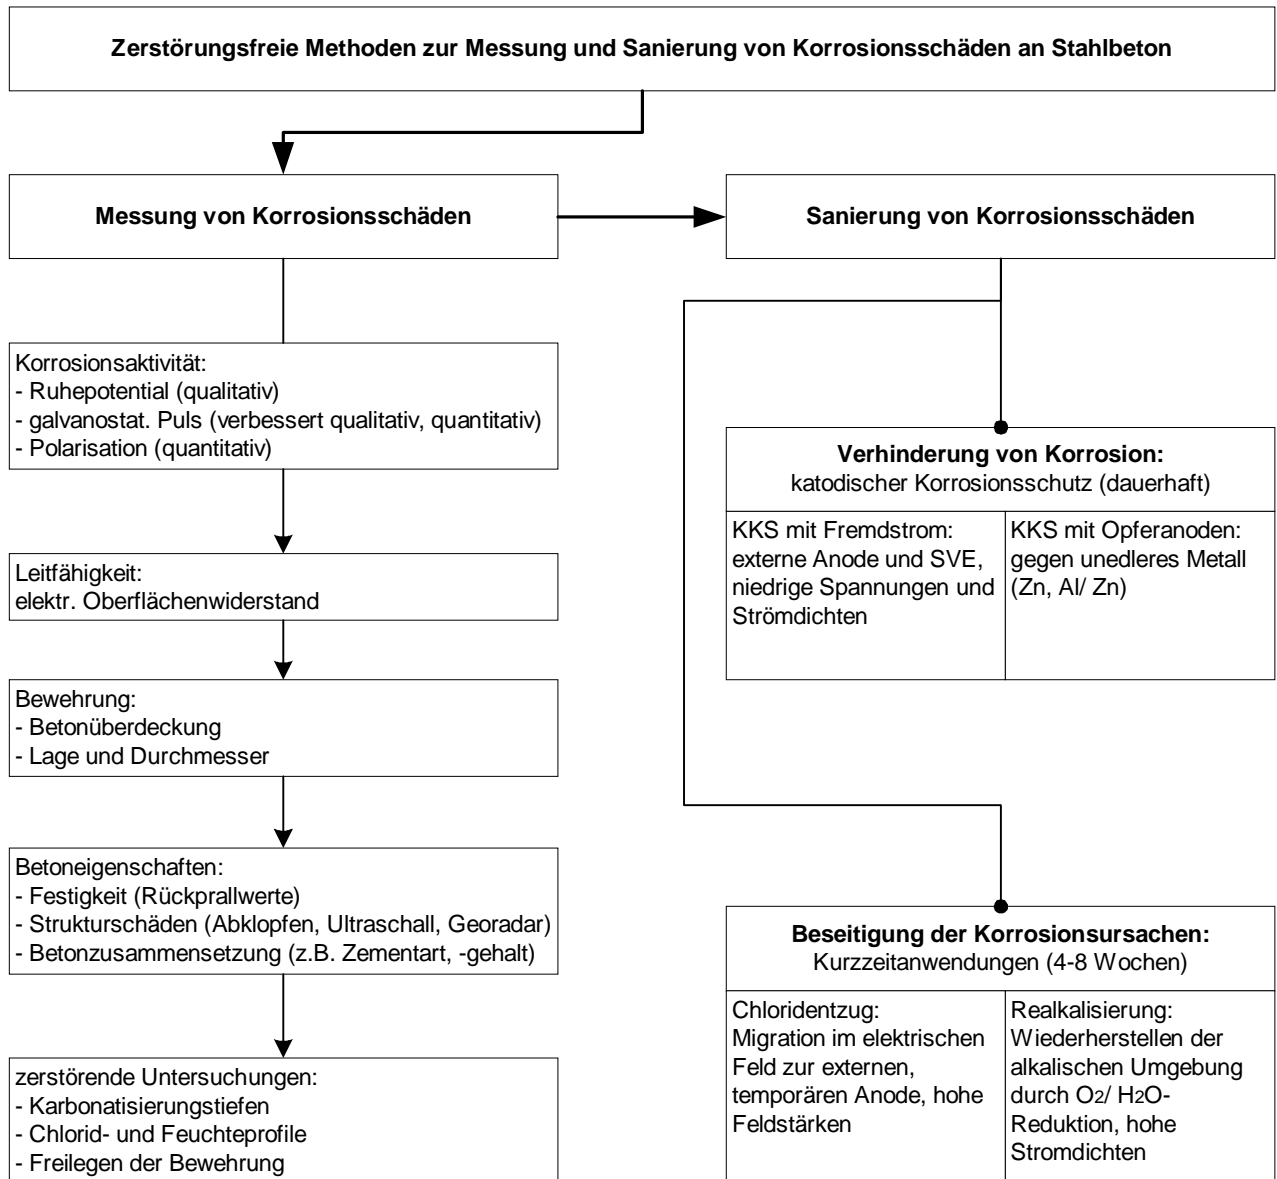 Zerstörungsfreie Methoden zur Messung und Sanierung von Korrosionsschäden an Stahlbeton
Messung von Korrosionsschäden
Sanierung von Korrosionsschäden
Korrosionsaktivität:
- Ruhepotential (qualitativ)
- galvanostat. Puls (verbessert qualitativ, quantitativ)
- Polarisation (quantitativ)
Leitfähigkeit:
elektr. Oberflächenwiderstand
Bewehrung:
- Betonüberdeckung
- Lage und Durchmesser
Betoneigenschaften:
- Festigkeit (Rückprallwerte)
- Strukturschäden (Abklopfen, Ultraschall, Georadar)
- Betonzusammensetzung (z.B. Zementart, -gehalt)
zerstörende Untersuchungen:
- Karbonatisierungstiefen
- Chlorid- und Feuchteprofile
- Freilegen der Bewehrung
Verhinderung von Korrosion:
katodischer Korrosionsschutz (dauerhaft)
KKS mit Fremdstrom:
externe Anode und SVE,
niedrige Spannungen und
Strömdichten
KKS mit Opferanoden:
gegen unedleres Metall
(Zn, Al/ Zn)
Beseitigung der Korrosionsursachen:
Kurzzeitanwendungen (4-8 Wochen)
Chloridentzug:
Migration im elektrischen
Feld zur externen,
temporären Anode, hohe
Feldstärken
Realkalisierung:
Wiederherstellen der
alkalischen Umgebung
durch O2/ H2O-
Reduktion, hohe
Stromdichten